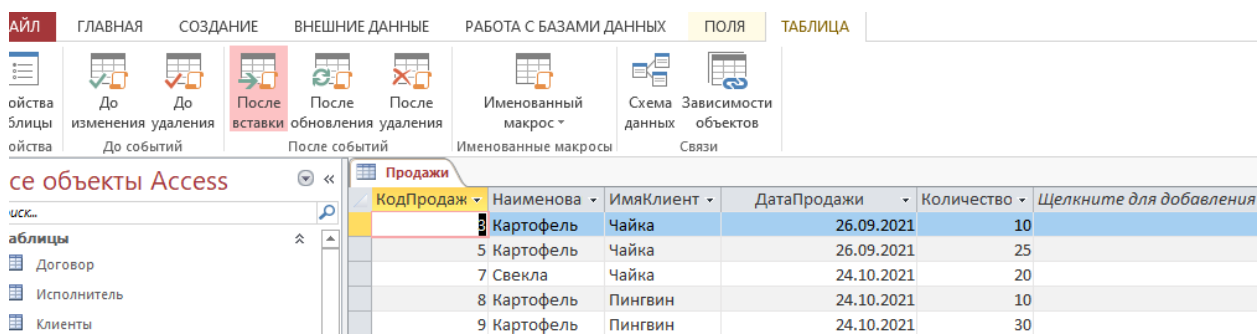 АЙЛ ГЛАВНАЯ СОЗДАНИЕ ВНЕШНИЕ ДАННЫЕ РАБОТА С БАЗАМИ ДАННЫХ ПОЛЯ ТАБЛИЦА
ойства До До После После После Именованный Схема Зависимости
блицы изменения удаления вставки обновления удаления макрос данных объектов
ойства До событий После событий Именованные макросы Связи
се объекты Access «
иск...
аблицы
Договор
Исполнитель
Клиенты
Продажи
КодПродаж Наименова ИмяКлиент ДатаПродажи Количество Щелкните для добавления
3 Картофель Чайка 26.09.2021 10
5 Картофель Чайка 26.09.2021 25
7 Свекла Чайка 24.10.2021 20
8 Картофель Пингвин 24.10.2021 10
9 Картофель Пингвин 24.10.2021 30